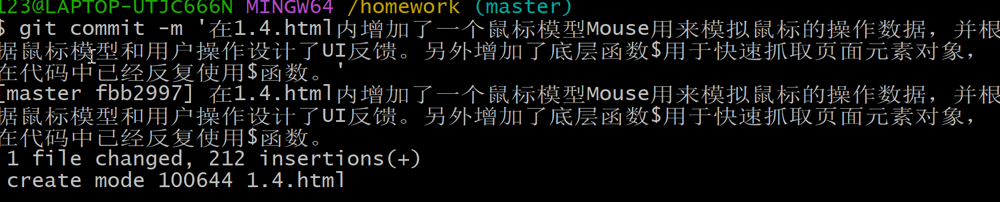 123@LAPTOP-UTJC666N MINGW64 /homework (master)
$ git commit -m '在1.4.html内增加了一个鼠标模型Mouse用来模拟鼠标的操作数据，并根
据鼠标模型和用户操作设计了UI反馈。另外增加了底层函数$用于快速抓取页面元素对象，
在代码中已经反复使用$函数。'
[master fbb2997] 在1.4.html内增加了一个鼠标模型Mouse用来模拟鼠标的操作数据，并根
据鼠标模型和用户操作设计了UI反馈。另外增加了底层函数$用于快速抓取页面元素对象，
在代码中已经反复使用$函数。
1 file changed, 212 insertions(+)
create mode 100644 1.4.html